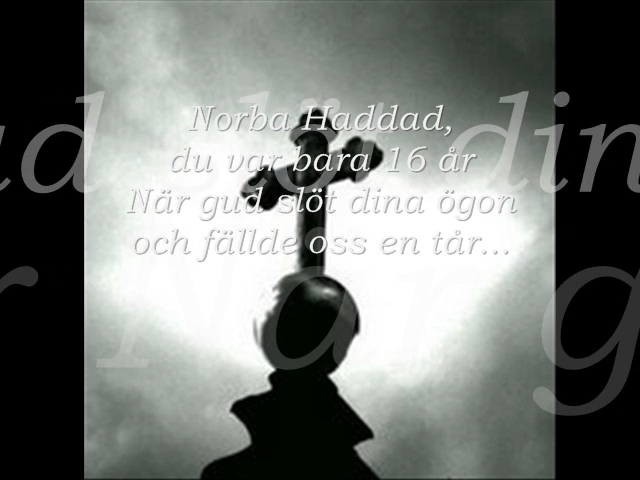 Norba Haddad,
du var bara 16 år
När gud slöt dina ögon
och fällde oss en tår...